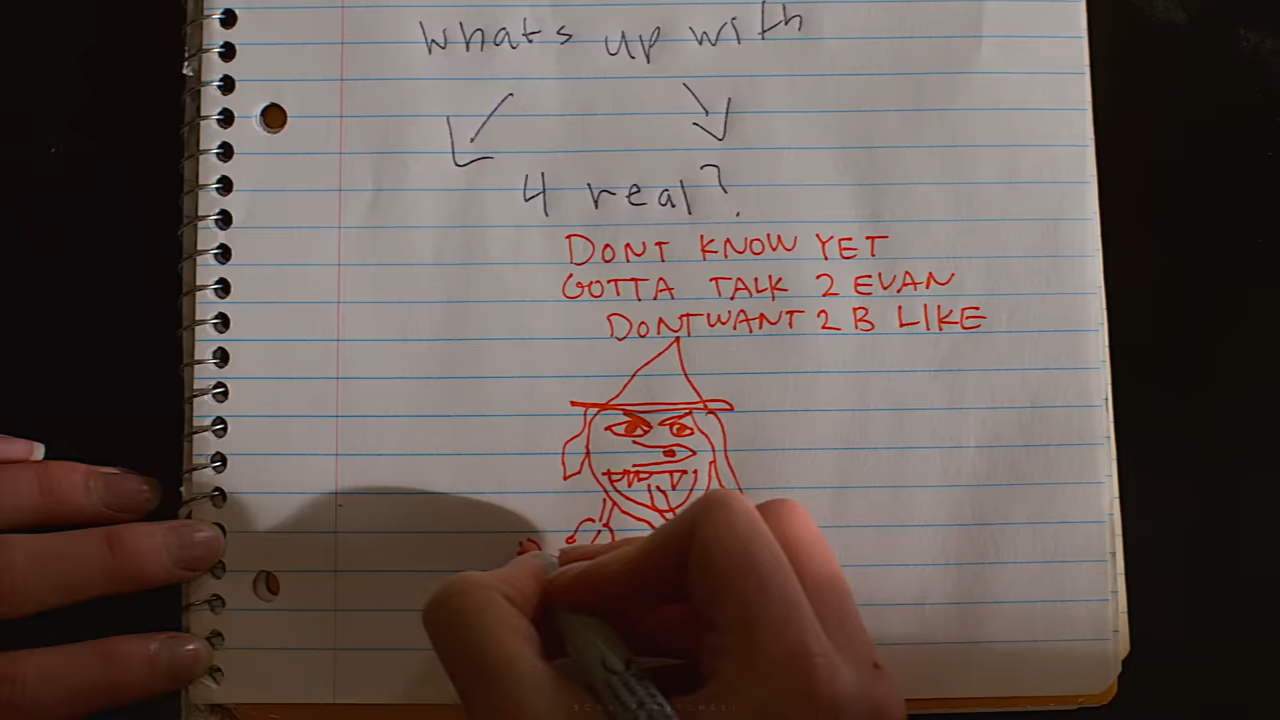 whats up with
4 real?
DONT KNOW YET
GOTTA TALK 2 EVAN
DONT WANT 2 B LIKE